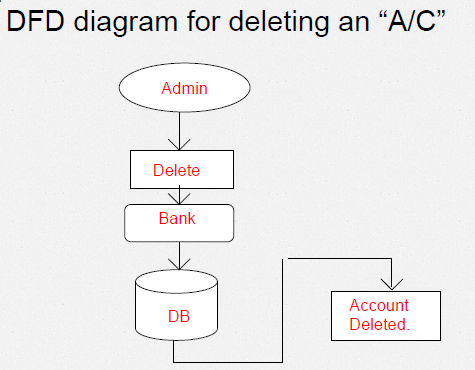 DFD diagram for deleting an “A/C”
Admin
Delete
Bank
DB
Account
Deleted.